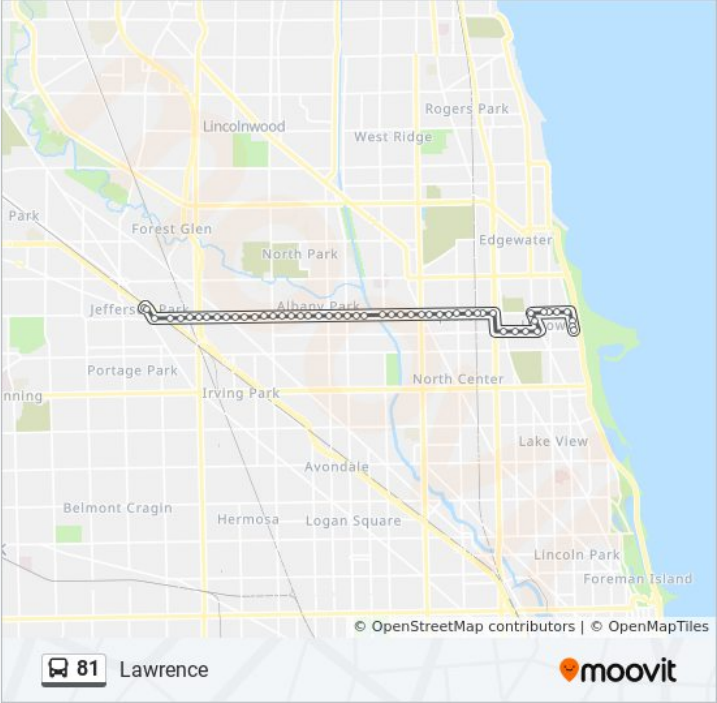 Rogers Park
Lincolnwood
West Ridge
Park
Forest Glen
Edgewater
North Park
Albany Park
Portage Park
North Center
nning
Irving Park
Lake View
Avondale
Belmont Cragin
Hermosa
Logan Square
Lincoln Park
Foreman Island
© OpenStreetMap contributors | © OpenMapTiles
81 Lawrence
moovit